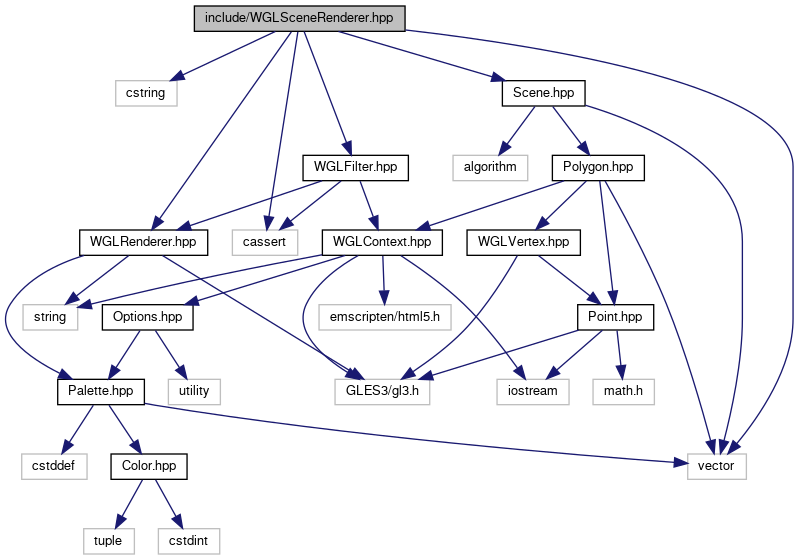 include/WGLSceneRenderer.hpp
cstring
Scene.hpp
WGLFilter.hpp
algorithm
Polygon.hpp
WGLRenderer.hpp
cassert
WGLContext.hpp
WGLVertex.hpp
string
Options.hpp
emscripten/html5.h
Point.hpp
Palette.hpp
utility
GLES3/gl3.h
iostream
math.h
cstddef
Color.hpp
vector
tuple
cstdint